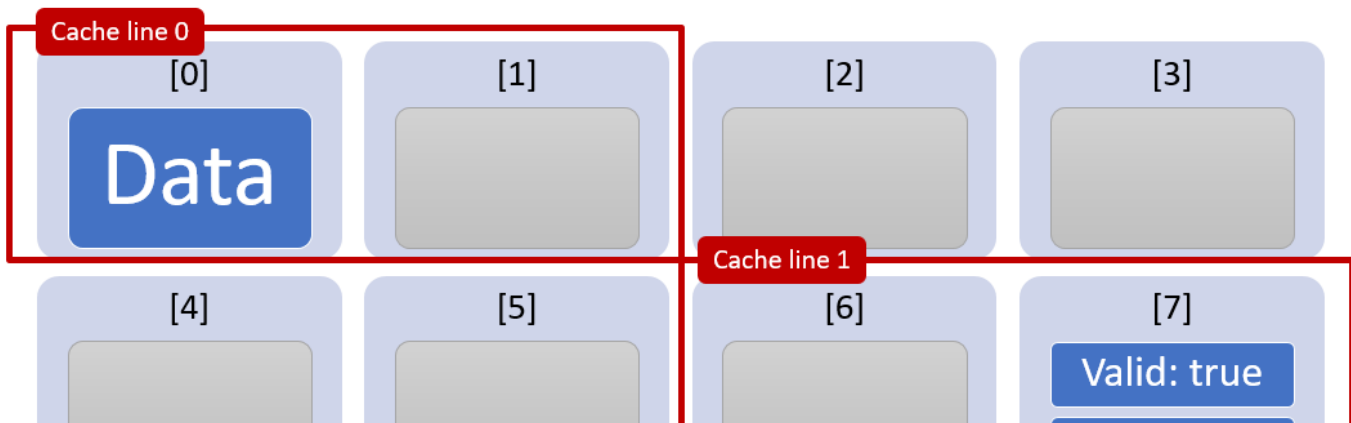 Cache line 0
[0]
[1]
[2]
[3]
Data
Cache line 1
[4]
[5]
[6]
[7]
Valid: true